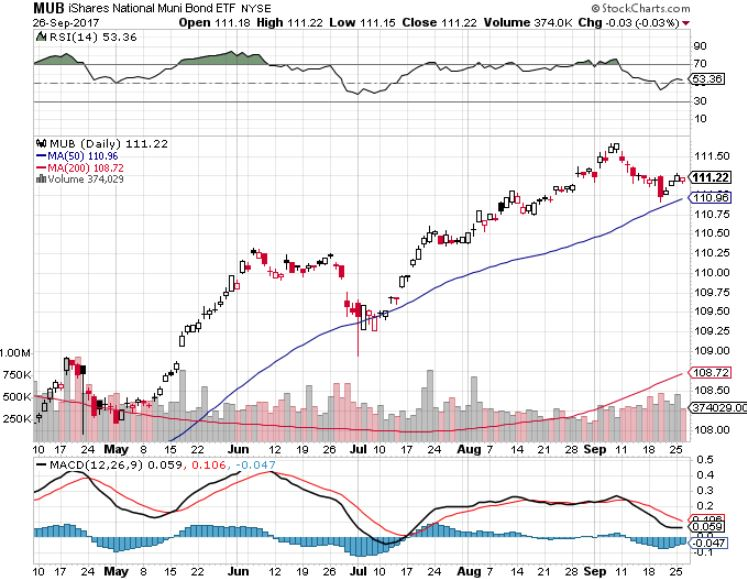 MUB iShares National Muni Bond ETF NYSE © StockCharts.com
26-Sep-2017 Open 111.18 High 111.22 Low 111.15 Close 111.22 Volume 374.0K Chg -0.03 (-0.03%)
RSI(14) 53.36
90
70
53.36
30
10
MUB (Daily) 111.22
MA(50) 110.96
MA(200) 108.72
Volume 374,029
111.50
111.22
110.96
110.75
110.50
110.25
110.00
109.75
109.50
109.25
109.00
108.72
108.50
374029.00
108.00
1.00M
750K
500K
250K
10 17 24 May 8 15 22 Jun 12 19 26 Jul 10 17 24 Aug 7 14 21 28 Sep 11 18 25
MACD(12,26,9) 0.059, 0.106, -0.047
0.5
0.4
0.3
0.2
0.106
0.059
-0.047
-0.1
10 17 24 May 8 15 22 Jun 12 19 26 Jul 10 17 24 Aug 7 14 21 28 Sep 11 18 25